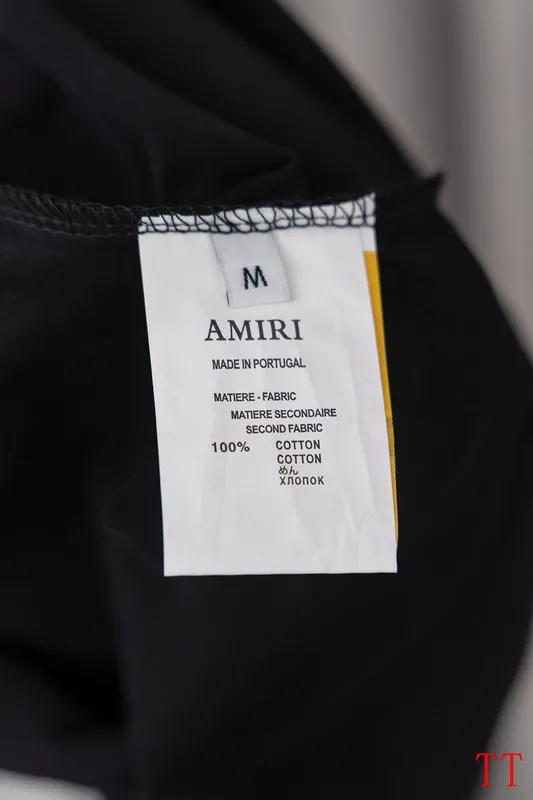 M
AMIRI
MADE IN PORTUGAL
MATIERE - FABRIC
MATIERE SECONDAIRE
SECOND FABRIC
100% COTTON
COTTON
めん
ХЛОПОК
TT